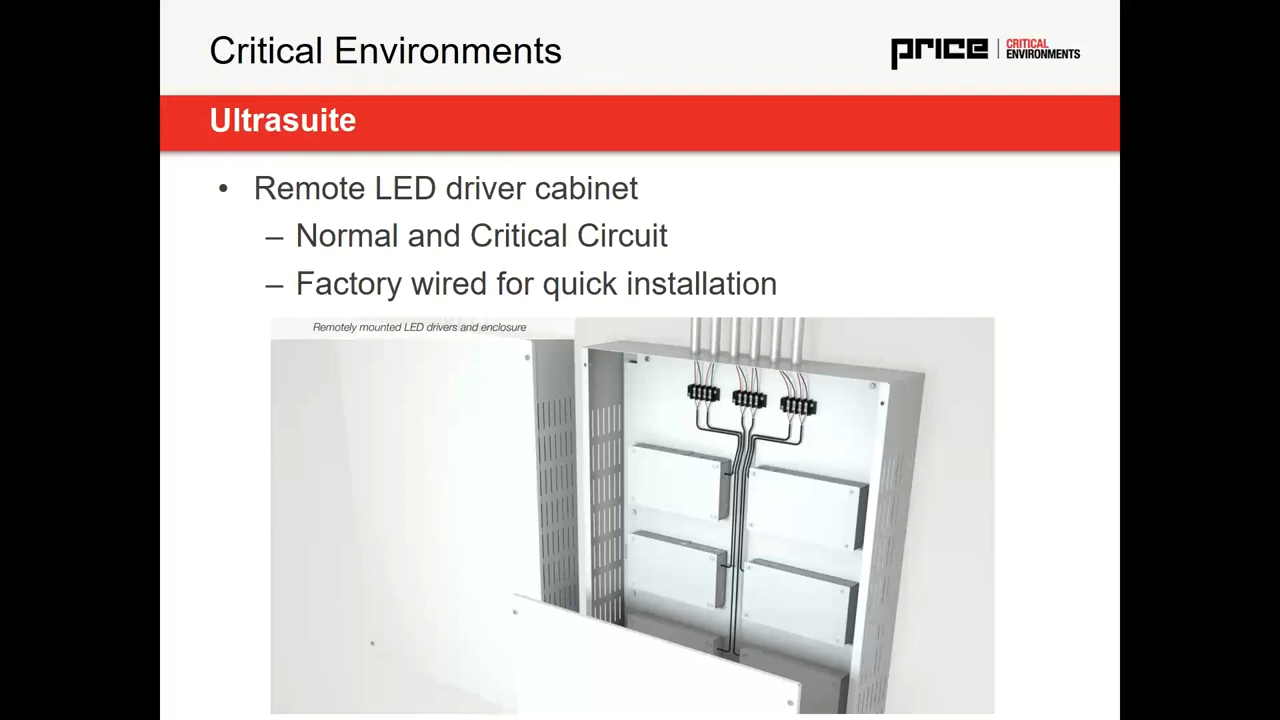 Critical Environments
price | CRITICAL
ENVIRONMENTS
Ultrasuite
• Remote LED driver cabinet
– Normal and Critical Circuit
– Factory wired for quick installation
Remotely mounted LED drivers and enclosure